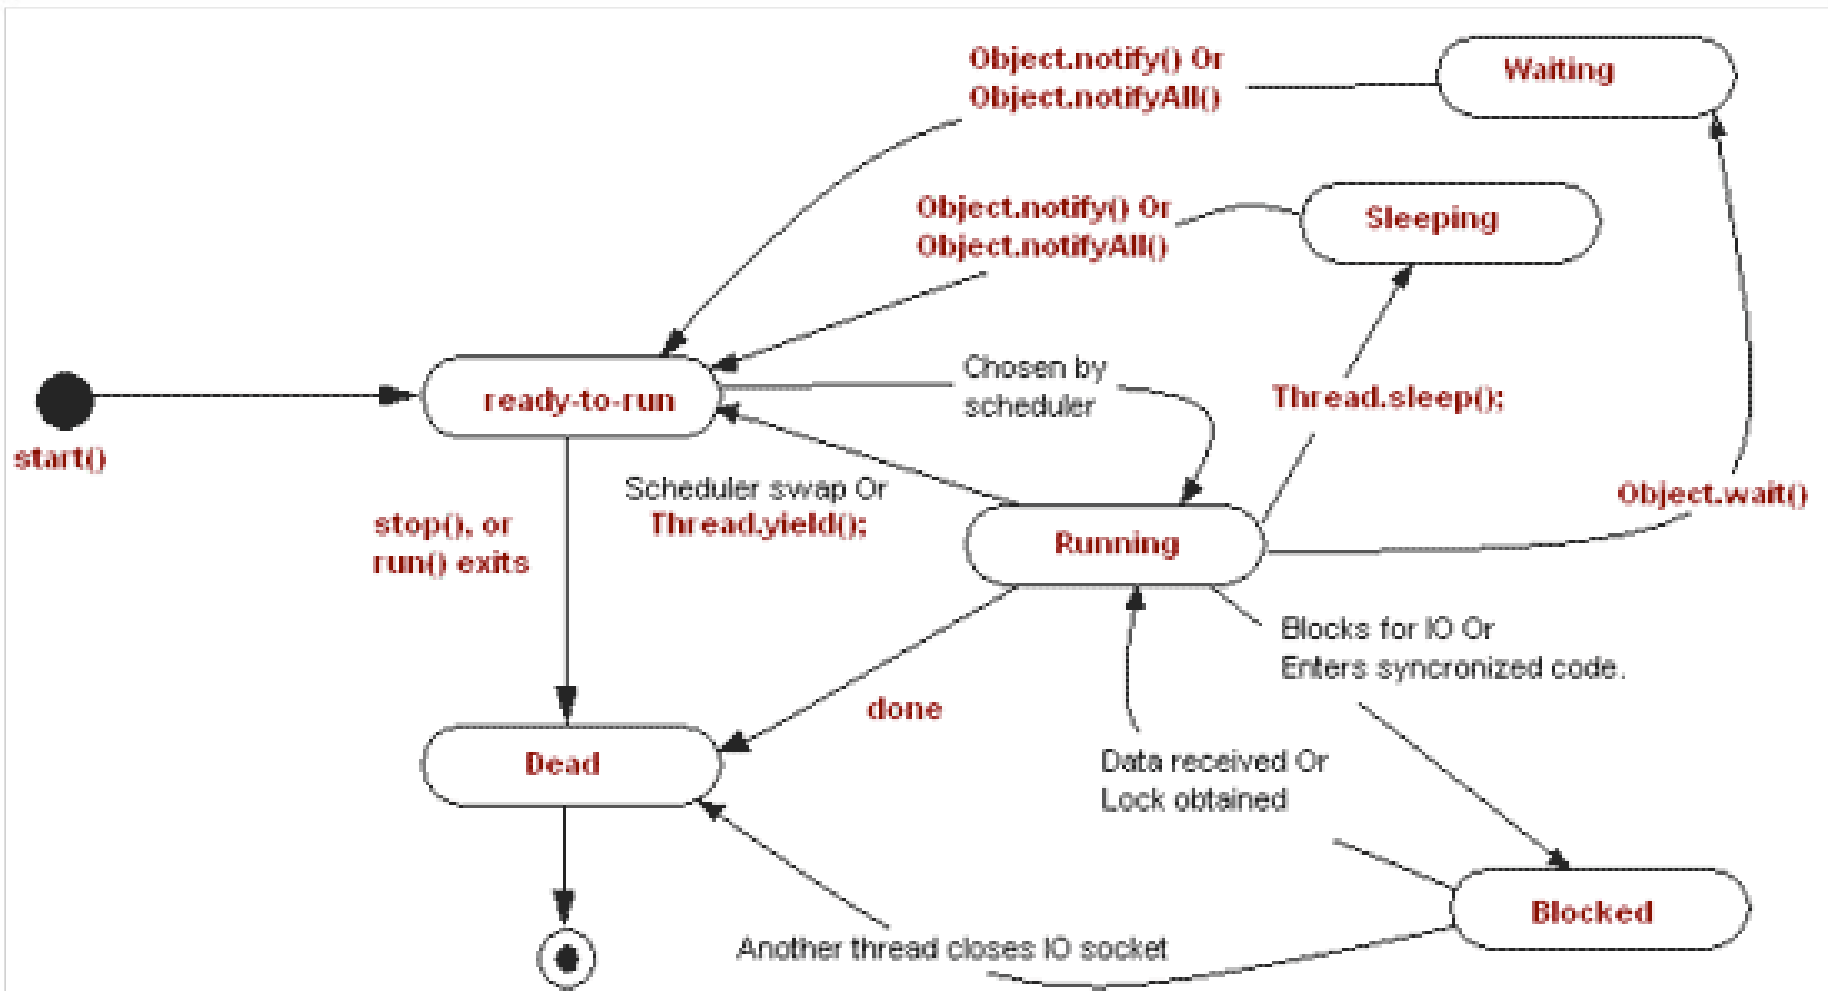 Object.notify() Or
Object.notifyAll()
Waiting
Object.notify() Or
Object.notifyAll()
Sleeping
Chosen by
scheduler
ready-to-run
Thread.sleep();
start()
Scheduler swap Or
Thread.yield();
Object.wait()
stop(), or
run() exits
Running
Blocks for IO Or
Enters syncronized code.
done
Dead
Data received Or
Lock obtained
Blocked
Another thread closes IO socket